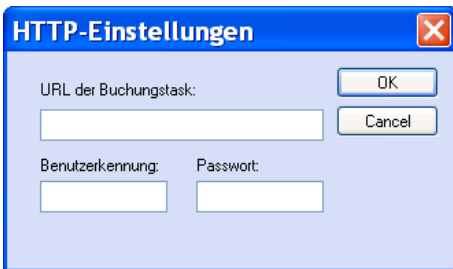 HTTP-Einstellungen
URL der Buchungstask:
OK
Cancel
Benutzerkennung: Passwort: